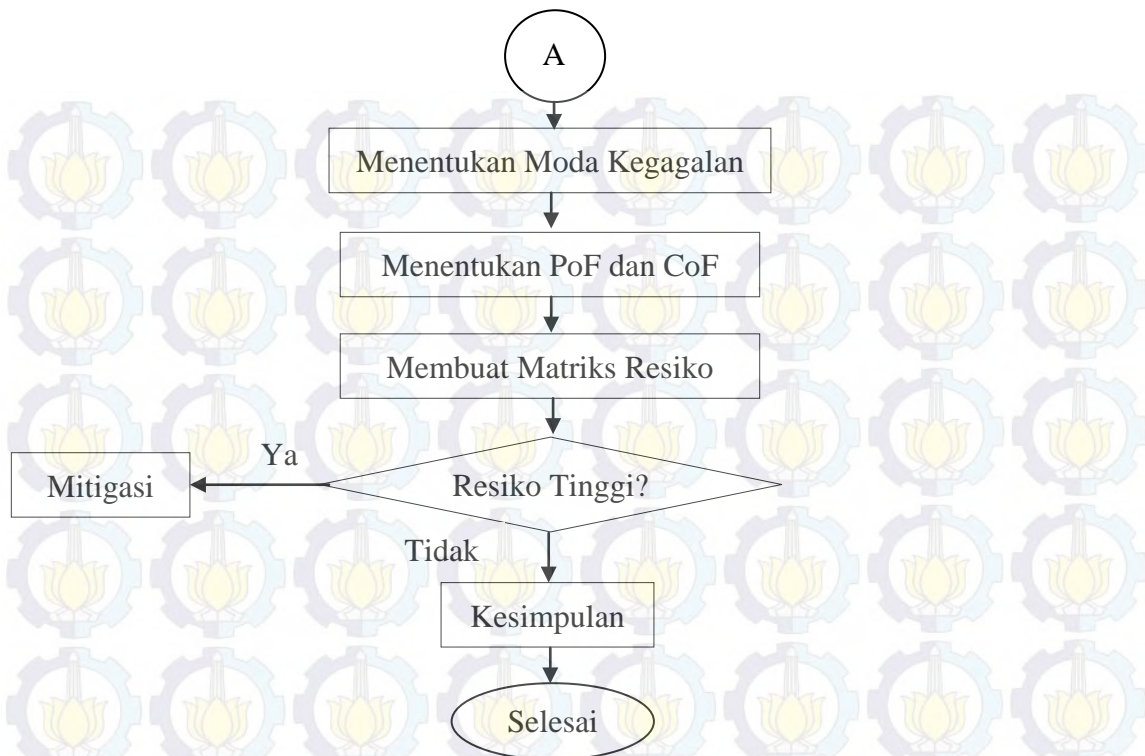 A
Menentukan Moda Kegagalan
Menentukan PoF dan CoF
Membuat Matriks Resiko
Ya
Mitigasi
Resiko Tinggi?
Tidak
Kesimpulan
Selesai